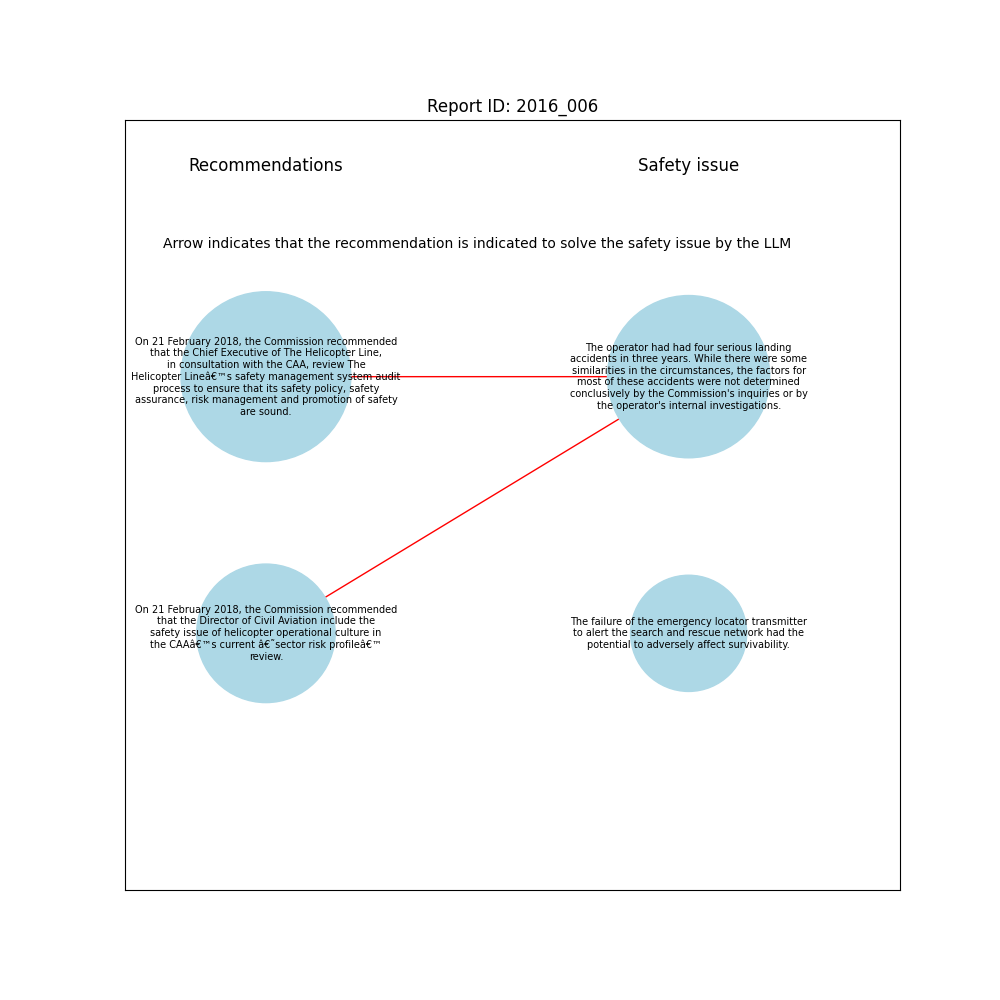 Report ID: 2016_006
Recommendations
Safety issue
Arrow indicates that the recommendation is indicated to solve the safety issue by the LLM
On 21 February 2018, the Commission recommended
that the Chief Executive of The Helicopter Line,
in consultation with the CAA, review The
Helicopter Lineâ€™s safety management system audit
process to ensure that its safety policy, safety
assurance, risk management and promotion of safety
are sound.
The operator had had four serious landing
accidents in three years. While there were some
similarities in the circumstances, the factors for
most of these accidents were not determined
conclusively by the Commission's inquiries or by
the operator's internal investigations.
On 21 February 2018, the Commission recommended
that the Director of Civil Aviation include the
safety issue of helicopter operational culture in
the CAAâ€™s current â€˜sector risk profileâ€™
review.
The failure of the emergency locator transmitter
to alert the search and rescue network had the
potential to adversely affect survivability.